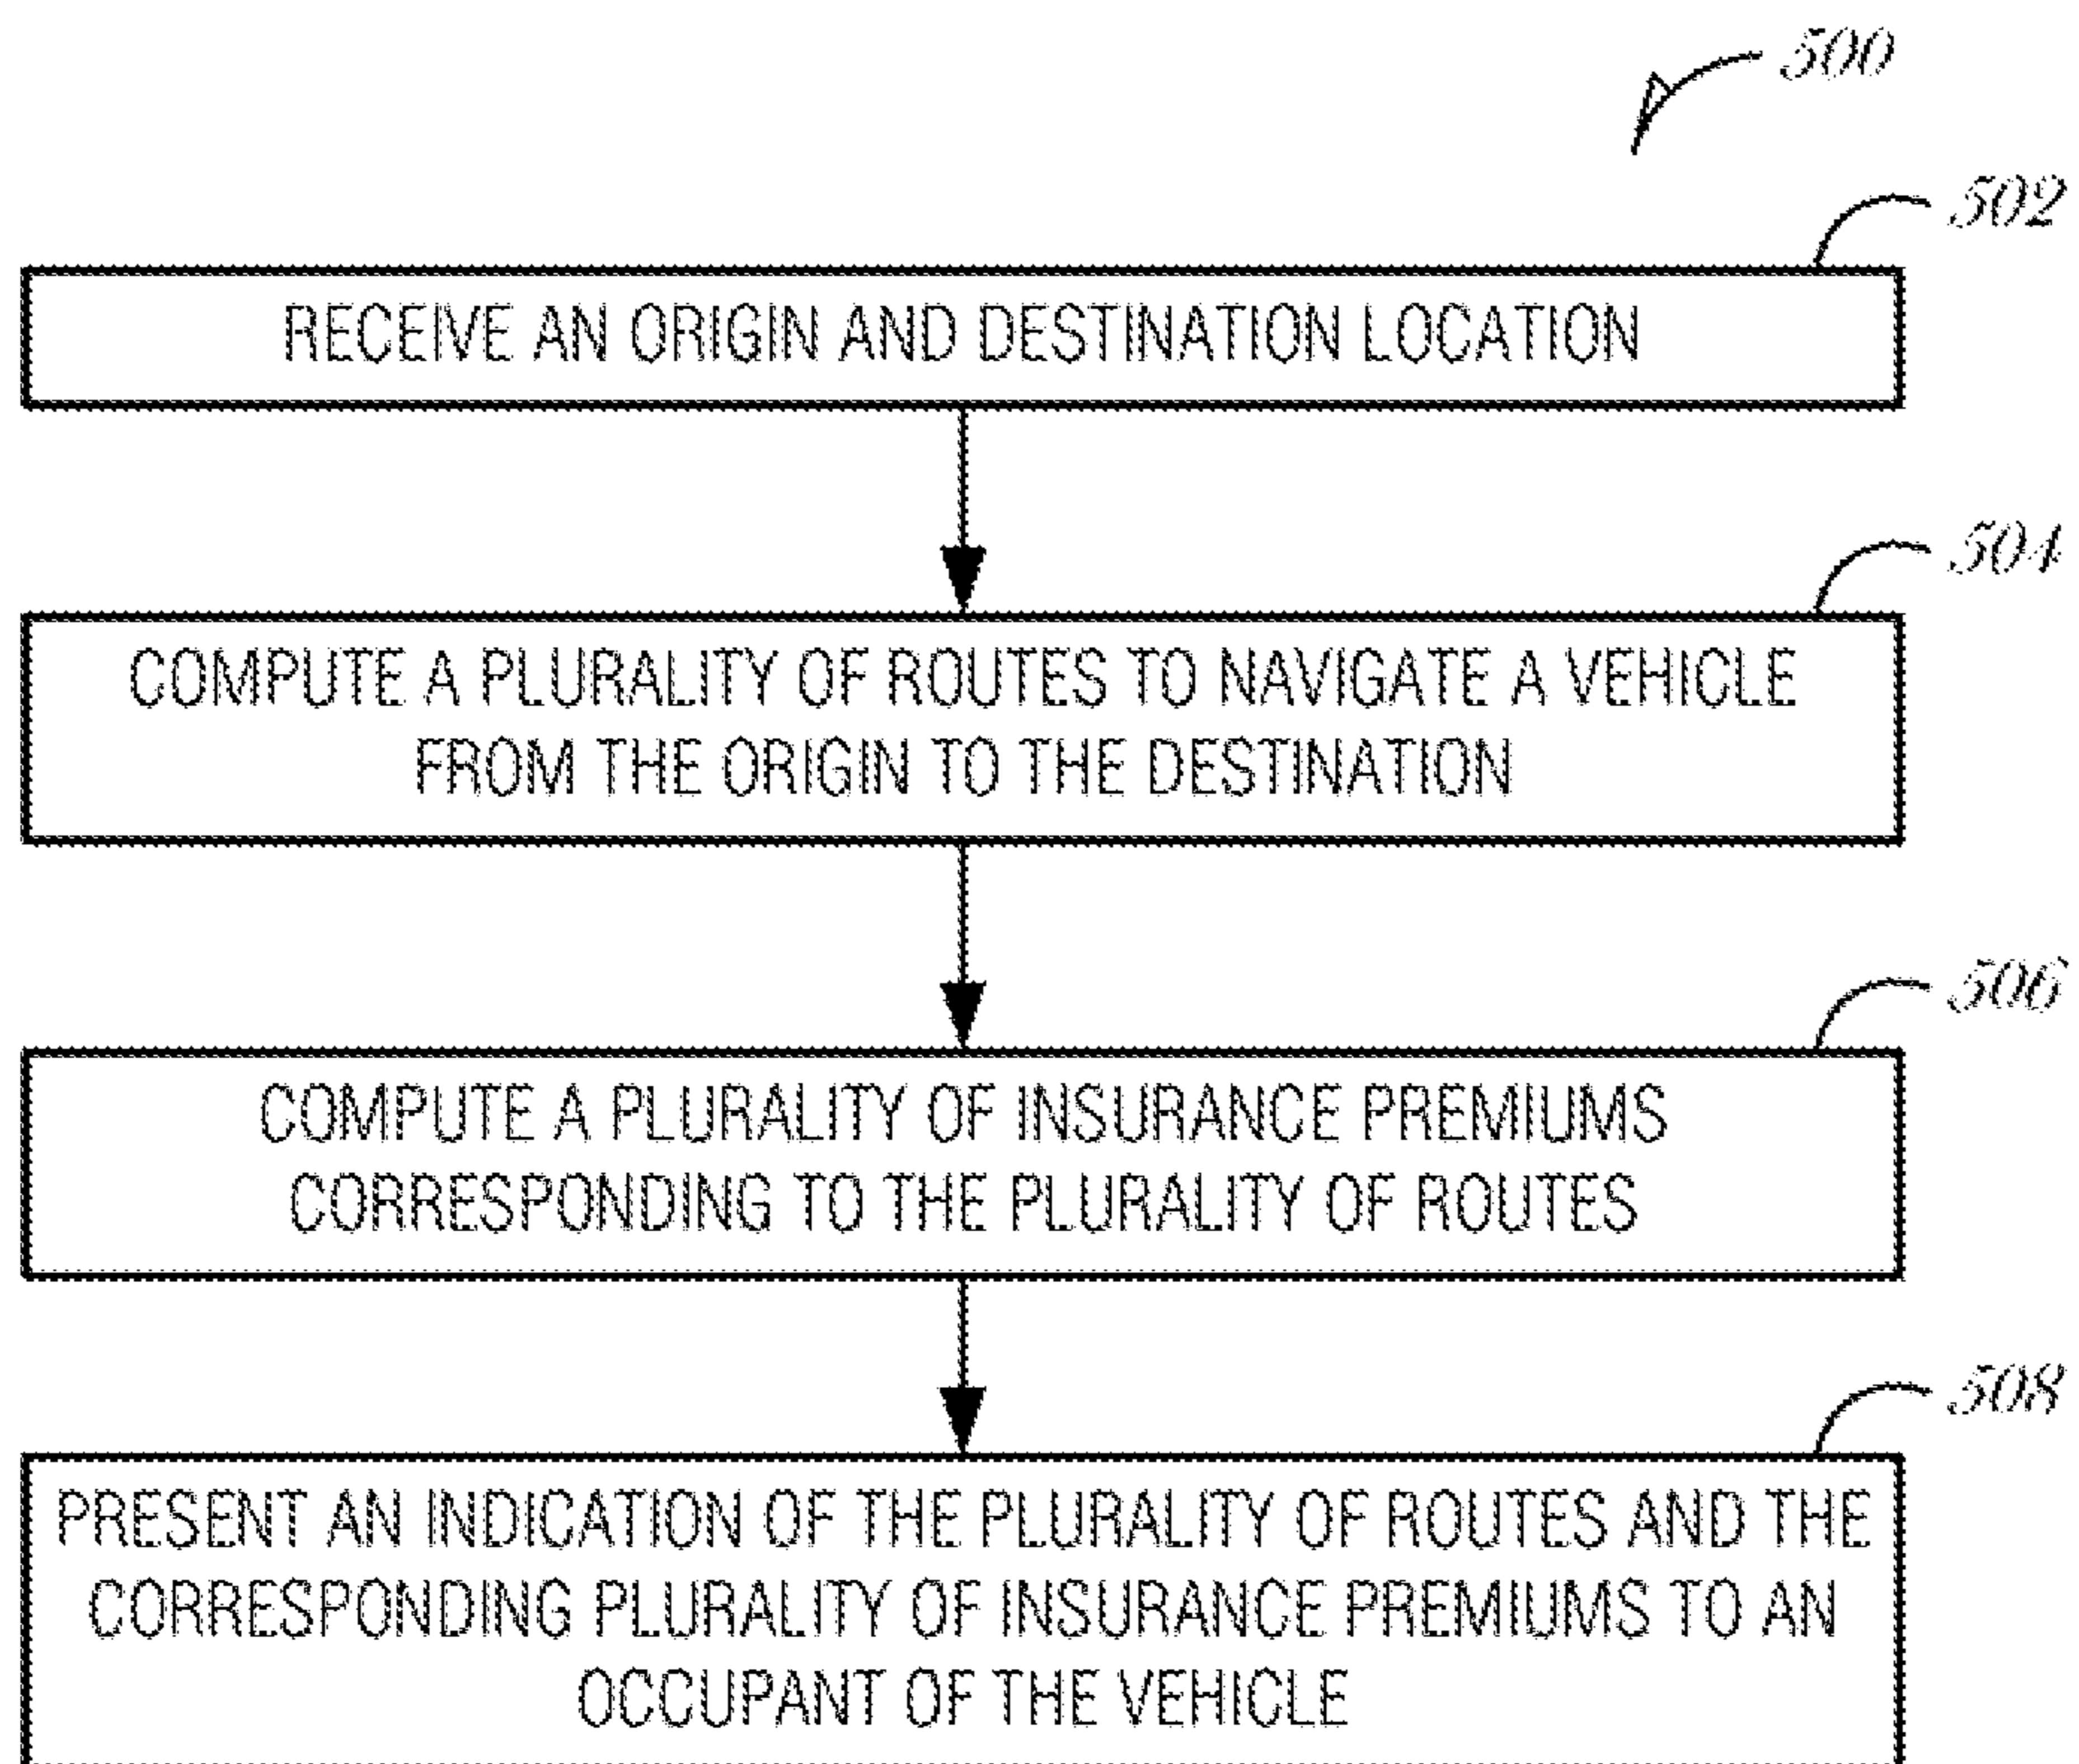 500
502
RECEIVE AN ORIGIN AND DESTINATION LOCATION
504
COMPUTE A PLURALITY OF ROUTES TO NAVIGATE A VEHICLE
FROM THE ORIGIN TO THE DESTINATION
506
COMPUTE A PLURALITY OF INSURANCE PREMIUMS
CORRESPONDING TO THE PLURALITY OF ROUTES
508
PRESENT AN INDICATION OF THE PLURALITY OF ROUTES AND THE
CORRESPONDING PLURALITY OF INSURANCE PREMIUMS TO AN
OCCUPANT OF THE VEHICLE